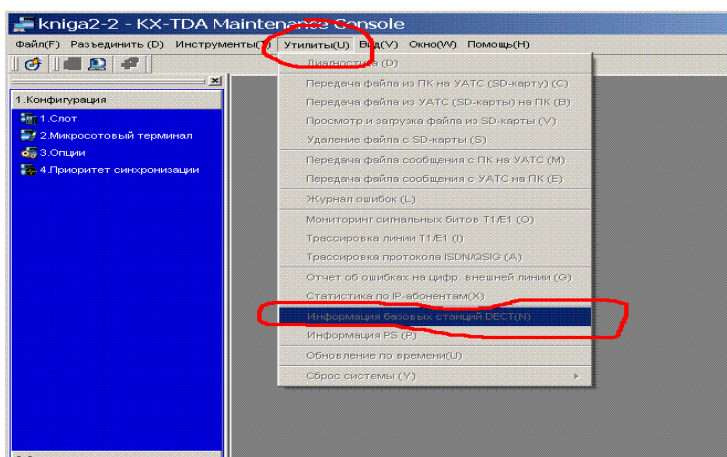 kniga2-2 - KX-TDA Maintenance Console
Файл(F) Разъединить (D) Инструменты(T) Утилиты(U) Вид(V) Окно(W) Помощь(H)
Диагностика (D)
Передача файла из ПК на УАТС (SD-карту) (C)
1.Конфигурация
Передача файла из УАТС (SD-карты) на ПК (B)
1.Слот
Просмотр и загрузка файла из SD-карты (V)
2.Микросотовый терминал
Удаление файла с SD-карты (S)
3.Опции
Передача файла сообщения с ПК на УАТС (M)
4.Приоритет синхронизации
Передача файла сообщения с УАТС на ПК (E)
Журнал ошибок (L)
Мониторинг сигнальных битов T1/E1 (O)
Трассировка линии T1/E1 (I)
Трассировка протокола ISDN/QSIG (A)
Отчет об ошибках на цифр. внешней линии (G)
Статистика по IP-абонентам(X)
Информация базовых станций DECT(N)
Информация PS (P)
Обновление по времени(U)
Сброс системы (Y)